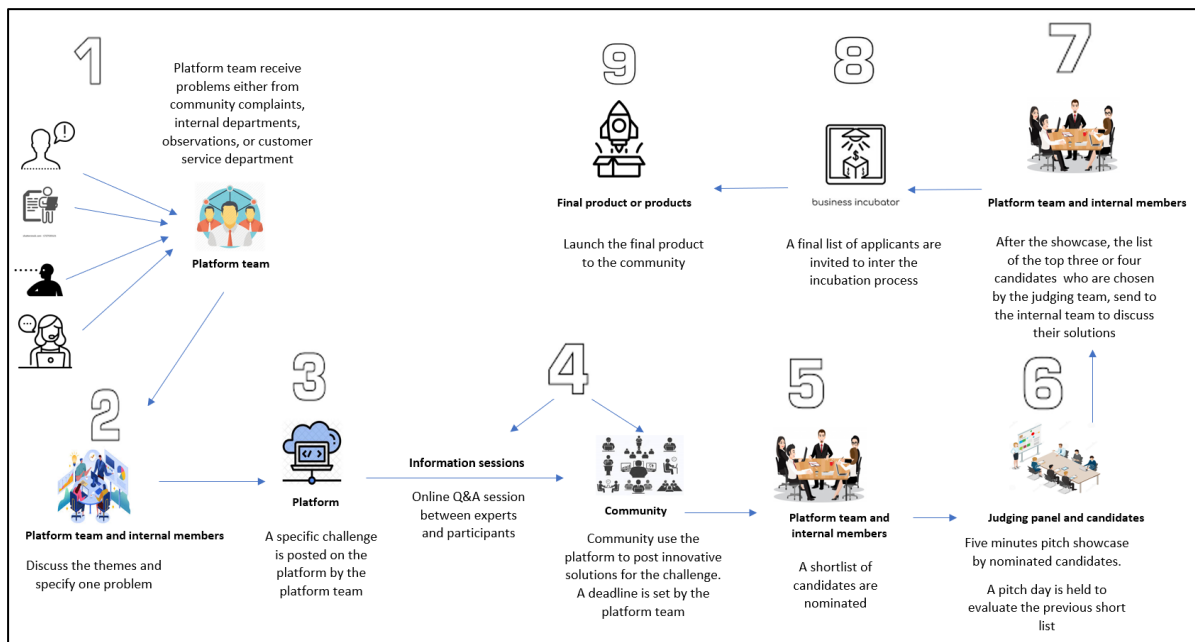 1
Platform team receive
problems either from
community complaints,
internal departments,
observations, or customer
service department
Platform team
2
Platform team and internal members
Discuss the themes and
specify one problem
3
Platform
A specific challenge
is posted on the
platform by the
platform team
4
Information sessions
Online Q&A session
between experts
and participants
Community
Community use the
platform to post innovative
solutions for the challenge.
A deadline is set by the
platform team
5
Platform team and
internal members
A shortlist of
candidates are
nominated
6
Judging panel and candidates
Five minutes pitch showcase
by nominated candidates.
A pitch day is held to
evaluate the previous short
list
7
Platform team and internal members
After the showcase, the list
of the top three or four
candidates who are chosen
by the judging team, send to
the internal team to discuss
their solutions
8
business incubator
A final list of applicants are
invited to inter the
incubation process
9
Final product or products
Launch the final product
to the community